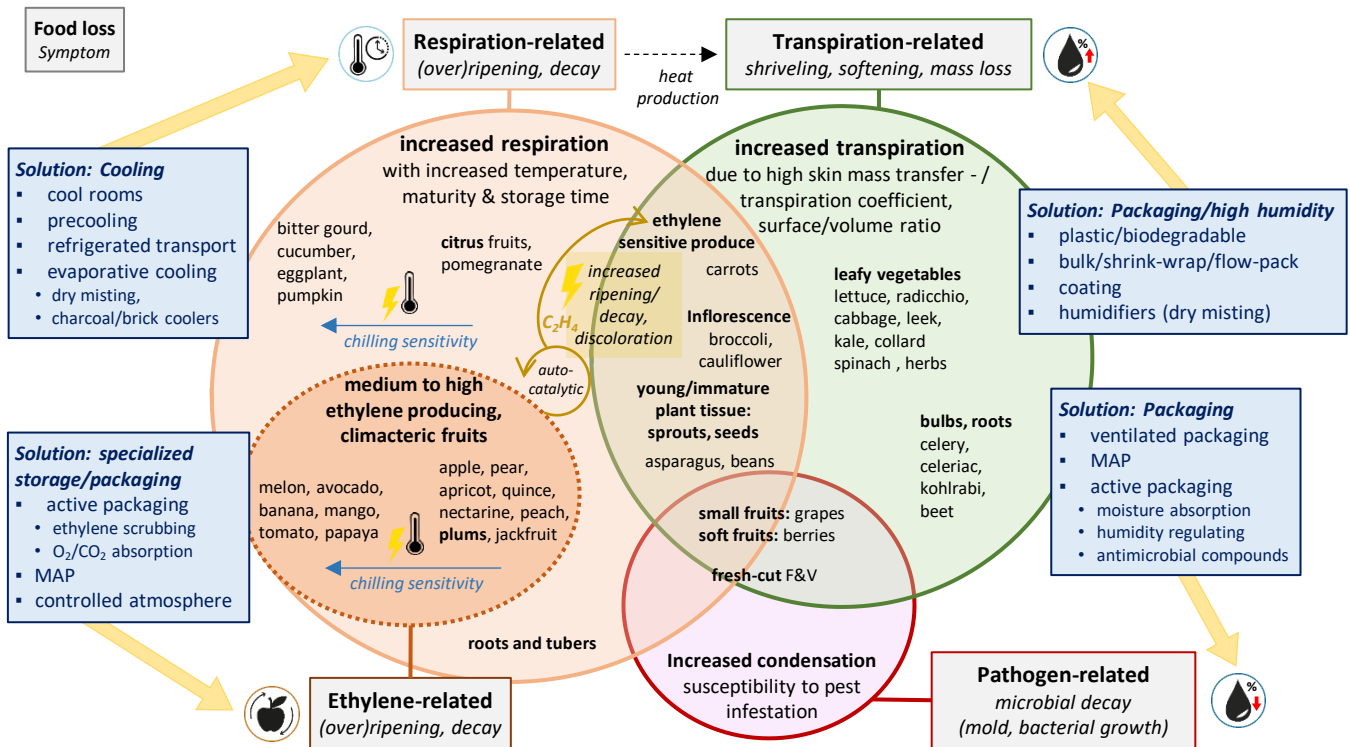 Food loss
Symptom
Respiration-related
(over)ripening, decay
heat
production
Transpiration-related
shriveling, softening, mass loss
%
Solution: Cooling
▪ cool rooms
▪ precooling
▪ refrigerated transport
▪ evaporative cooling
• dry misting,
• charcoal/brick coolers
increased respiration
with increased temperature,
maturity & storage time
bitter gourd,
cucumber,
eggplant,
pumpkin
citrus fruits,
pomegranate
chilling sensitivity
increased transpiration
due to high skin mass transfer - /
transpiration coefficient,
surface/volume ratio
ethylene
sensitive produce
carrots
increased
ripening/
decay,
discoloration
C₂H₄
auto-
catalytic
Inflorescence
broccoli,
cauliflower
young/immature
plant tissue:
sprouts, seeds
asparagus, beans
leafy vegetables
lettuce, radicchio,
cabbage, leek,
kale, collard
spinach , herbs
bulbs, roots
celery,
celeriac,
kohlrabi,
beet
Solution: Packaging/high humidity
▪ plastic/biodegradable
▪ bulk/shrink-wrap/flow-pack
▪ coating
▪ humidifiers (dry misting)
medium to high
ethylene producing,
climacteric fruits
melon, avocado,
banana, mango,
tomato, papaya
apple, pear,
apricot, quince,
nectarine, peach,
plums, jackfruit
chilling sensitivity
Solution: specialized
storage/packaging
▪ active packaging
• ethylene scrubbing
• O₂/CO₂ absorption
▪ MAP
▪ controlled atmosphere
small fruits: grapes
soft fruits: berries
fresh-cut F&V
Solution: Packaging
▪ ventilated packaging
▪ MAP
▪ active packaging
• moisture absorption
• humidity regulating
• antimicrobial compounds
roots and tubers
Increased condensation
susceptibility to pest
infestation
Ethylene-related
(over)ripening, decay
Pathogen-related
microbial decay
(mold, bacterial growth)
%